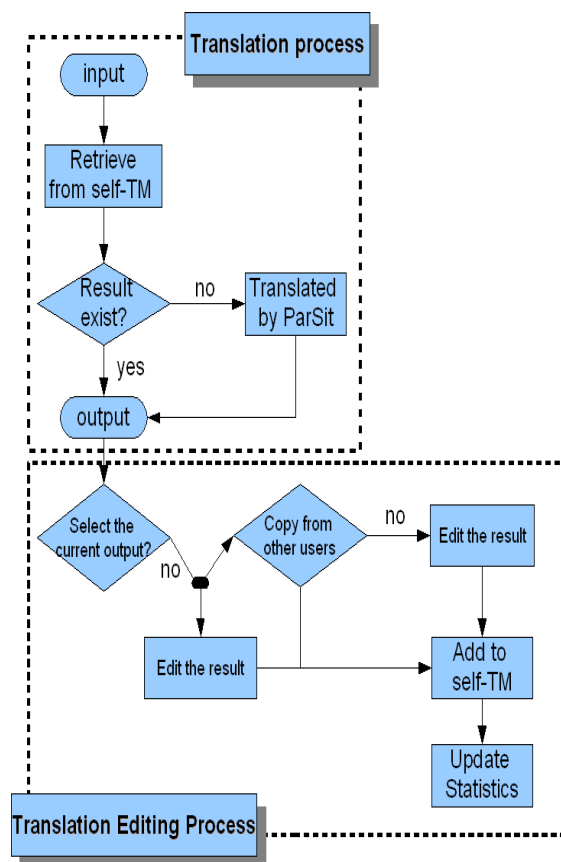 Translation process
input
Retrieve
from self-TM
Result
exist?
no
Translated
by ParSit
yes
output
Select the
current output?
no
Copy from
other users
no
Edit the result
Edit the result
Add to
self-TM
Update
Statistics
Translation Editing Process